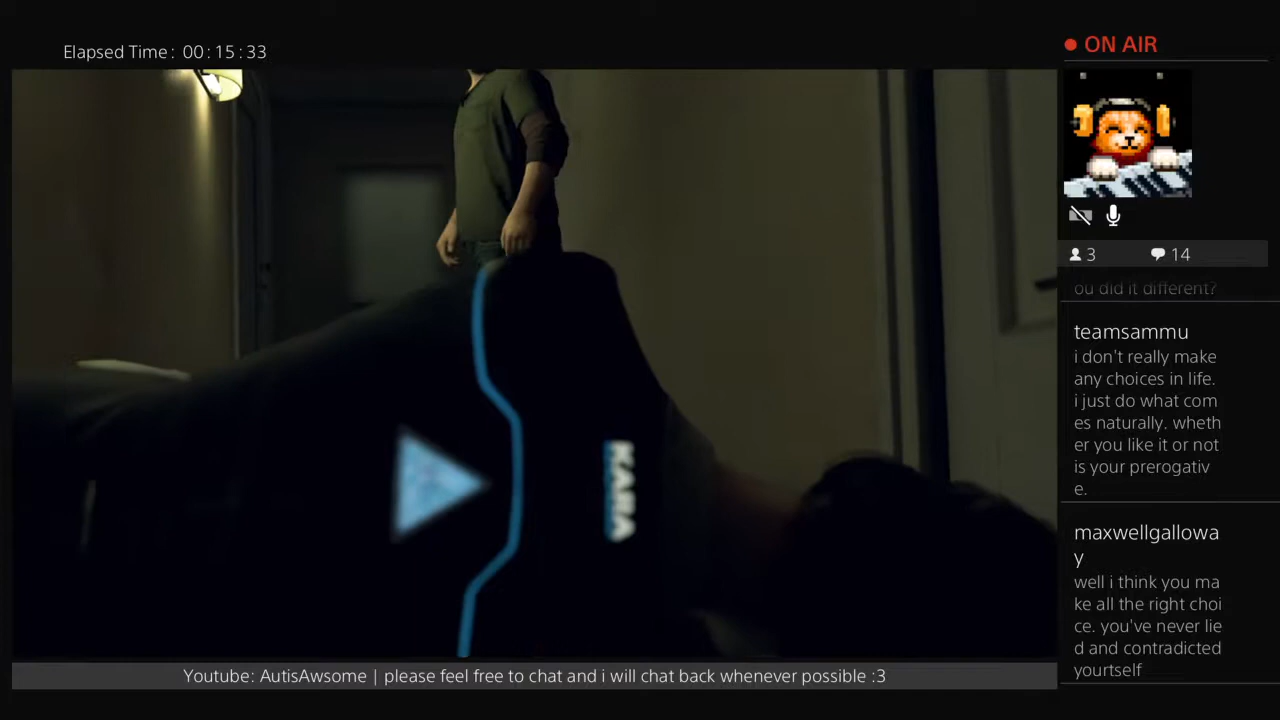 Elapsed Time: 00:15:33
ON AIR
3
14
ou did it different?
teamsammu
i don't really make
any choices in life.
i just do what com
es naturally. wheth
er you like it or not
is your prerogativ
e.
maxwellgallowa
y
well i think you ma
ke all the right choi
ce. you've never lie
d and contradicted
yourtself
KARA
Youtube: AutisAwsome | please feel free to chat and i will chat back whenever possible :3